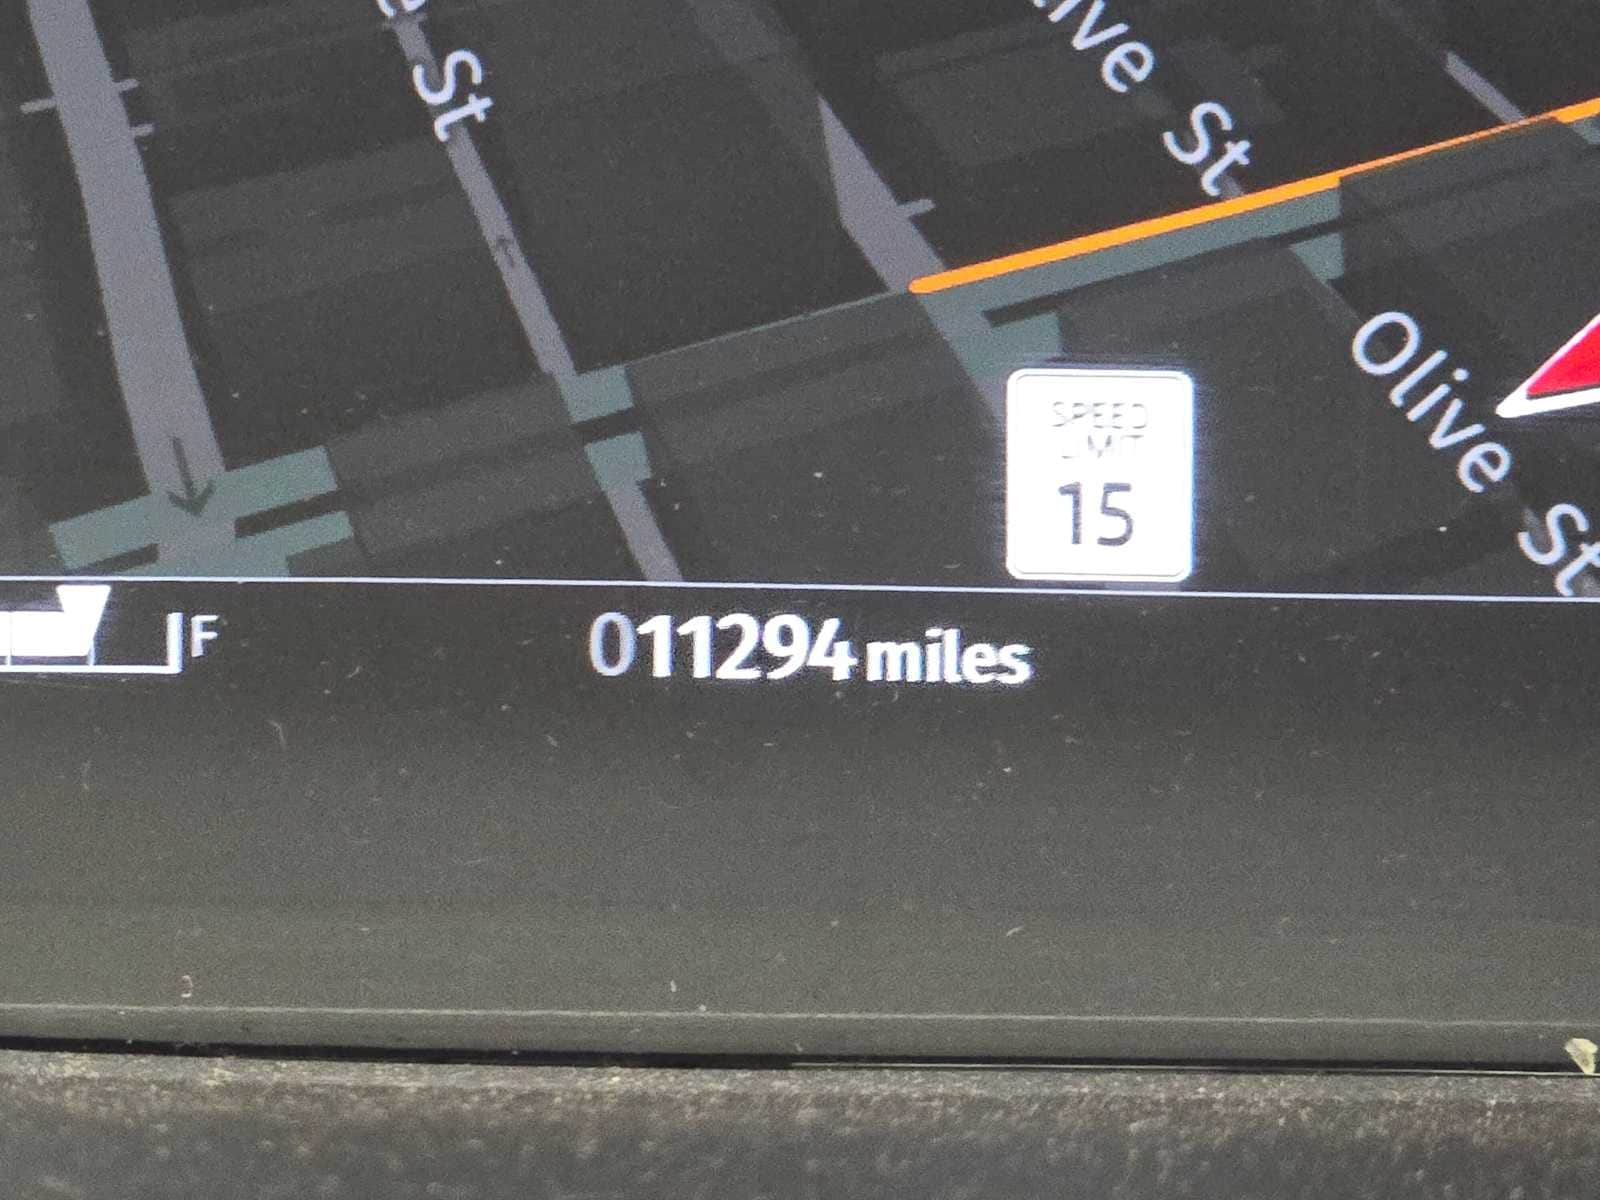 St
Olive St
SPEED
LIMIT
15
Olive St
F
011294 miles